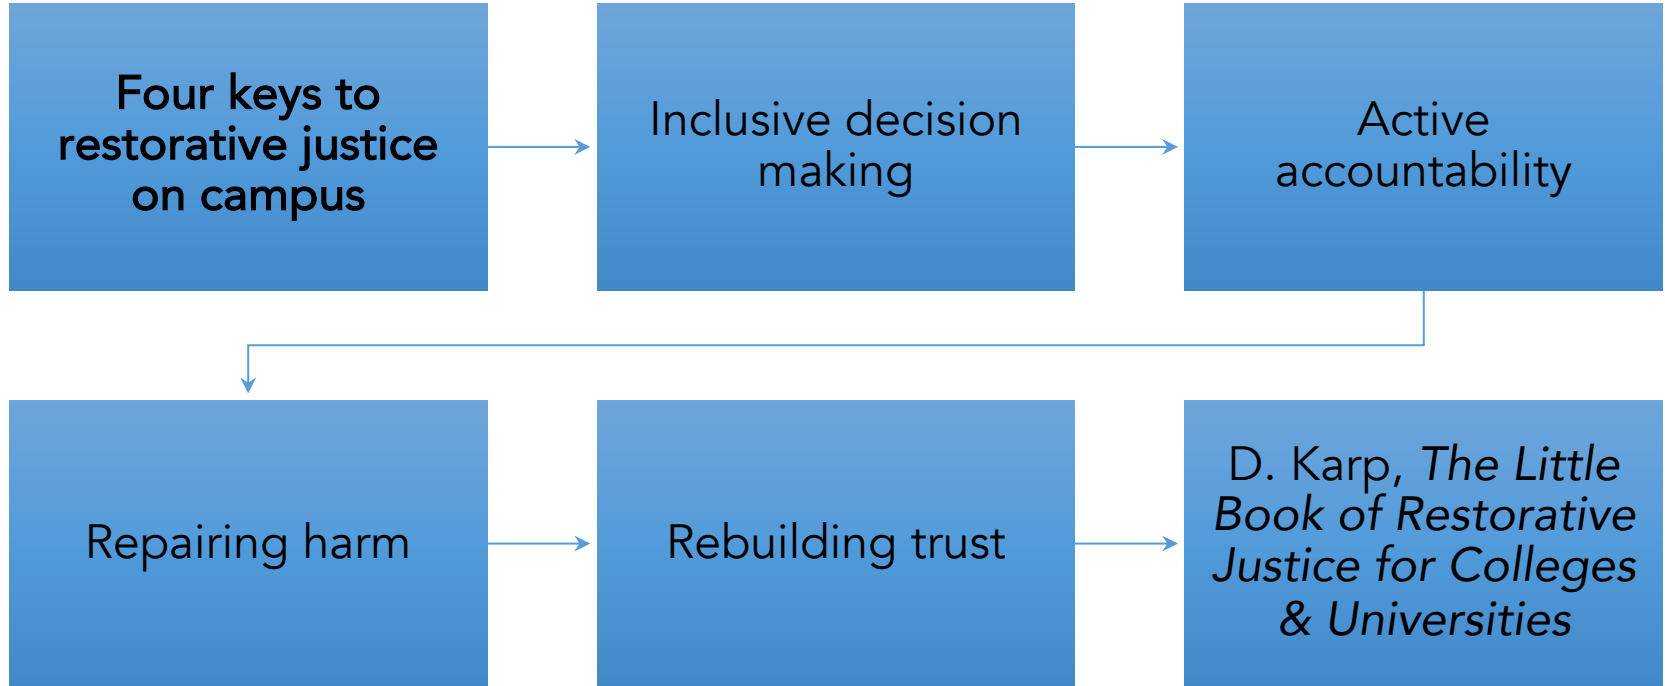 Four keys to
restorative justice
on campus
Inclusive decision
making
Active
accountability
Repairing harm
Rebuilding trust
D. Karp, The Little
Book of Restorative
Justice for Colleges
& Universities